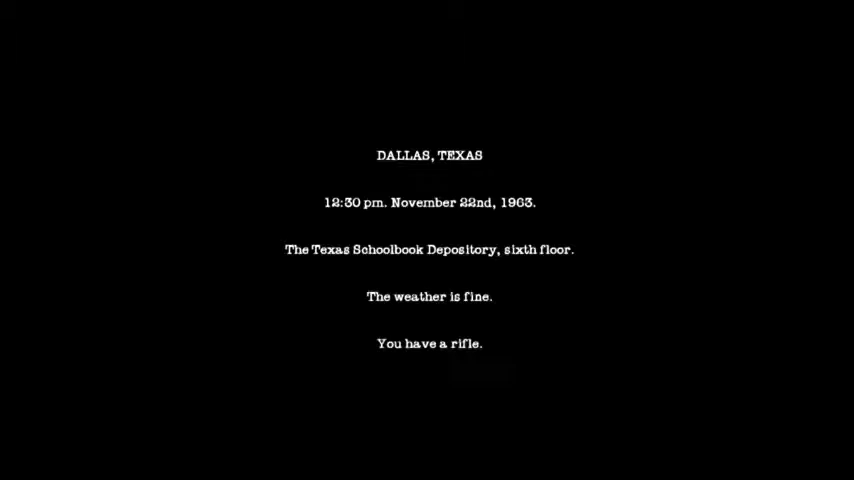 DALLAS, TEXAS
12:30 pm. November 22nd, 1963.
The Texas Schoolbook Depository, sixth floor.
The weather is fine.
You have a rifle.